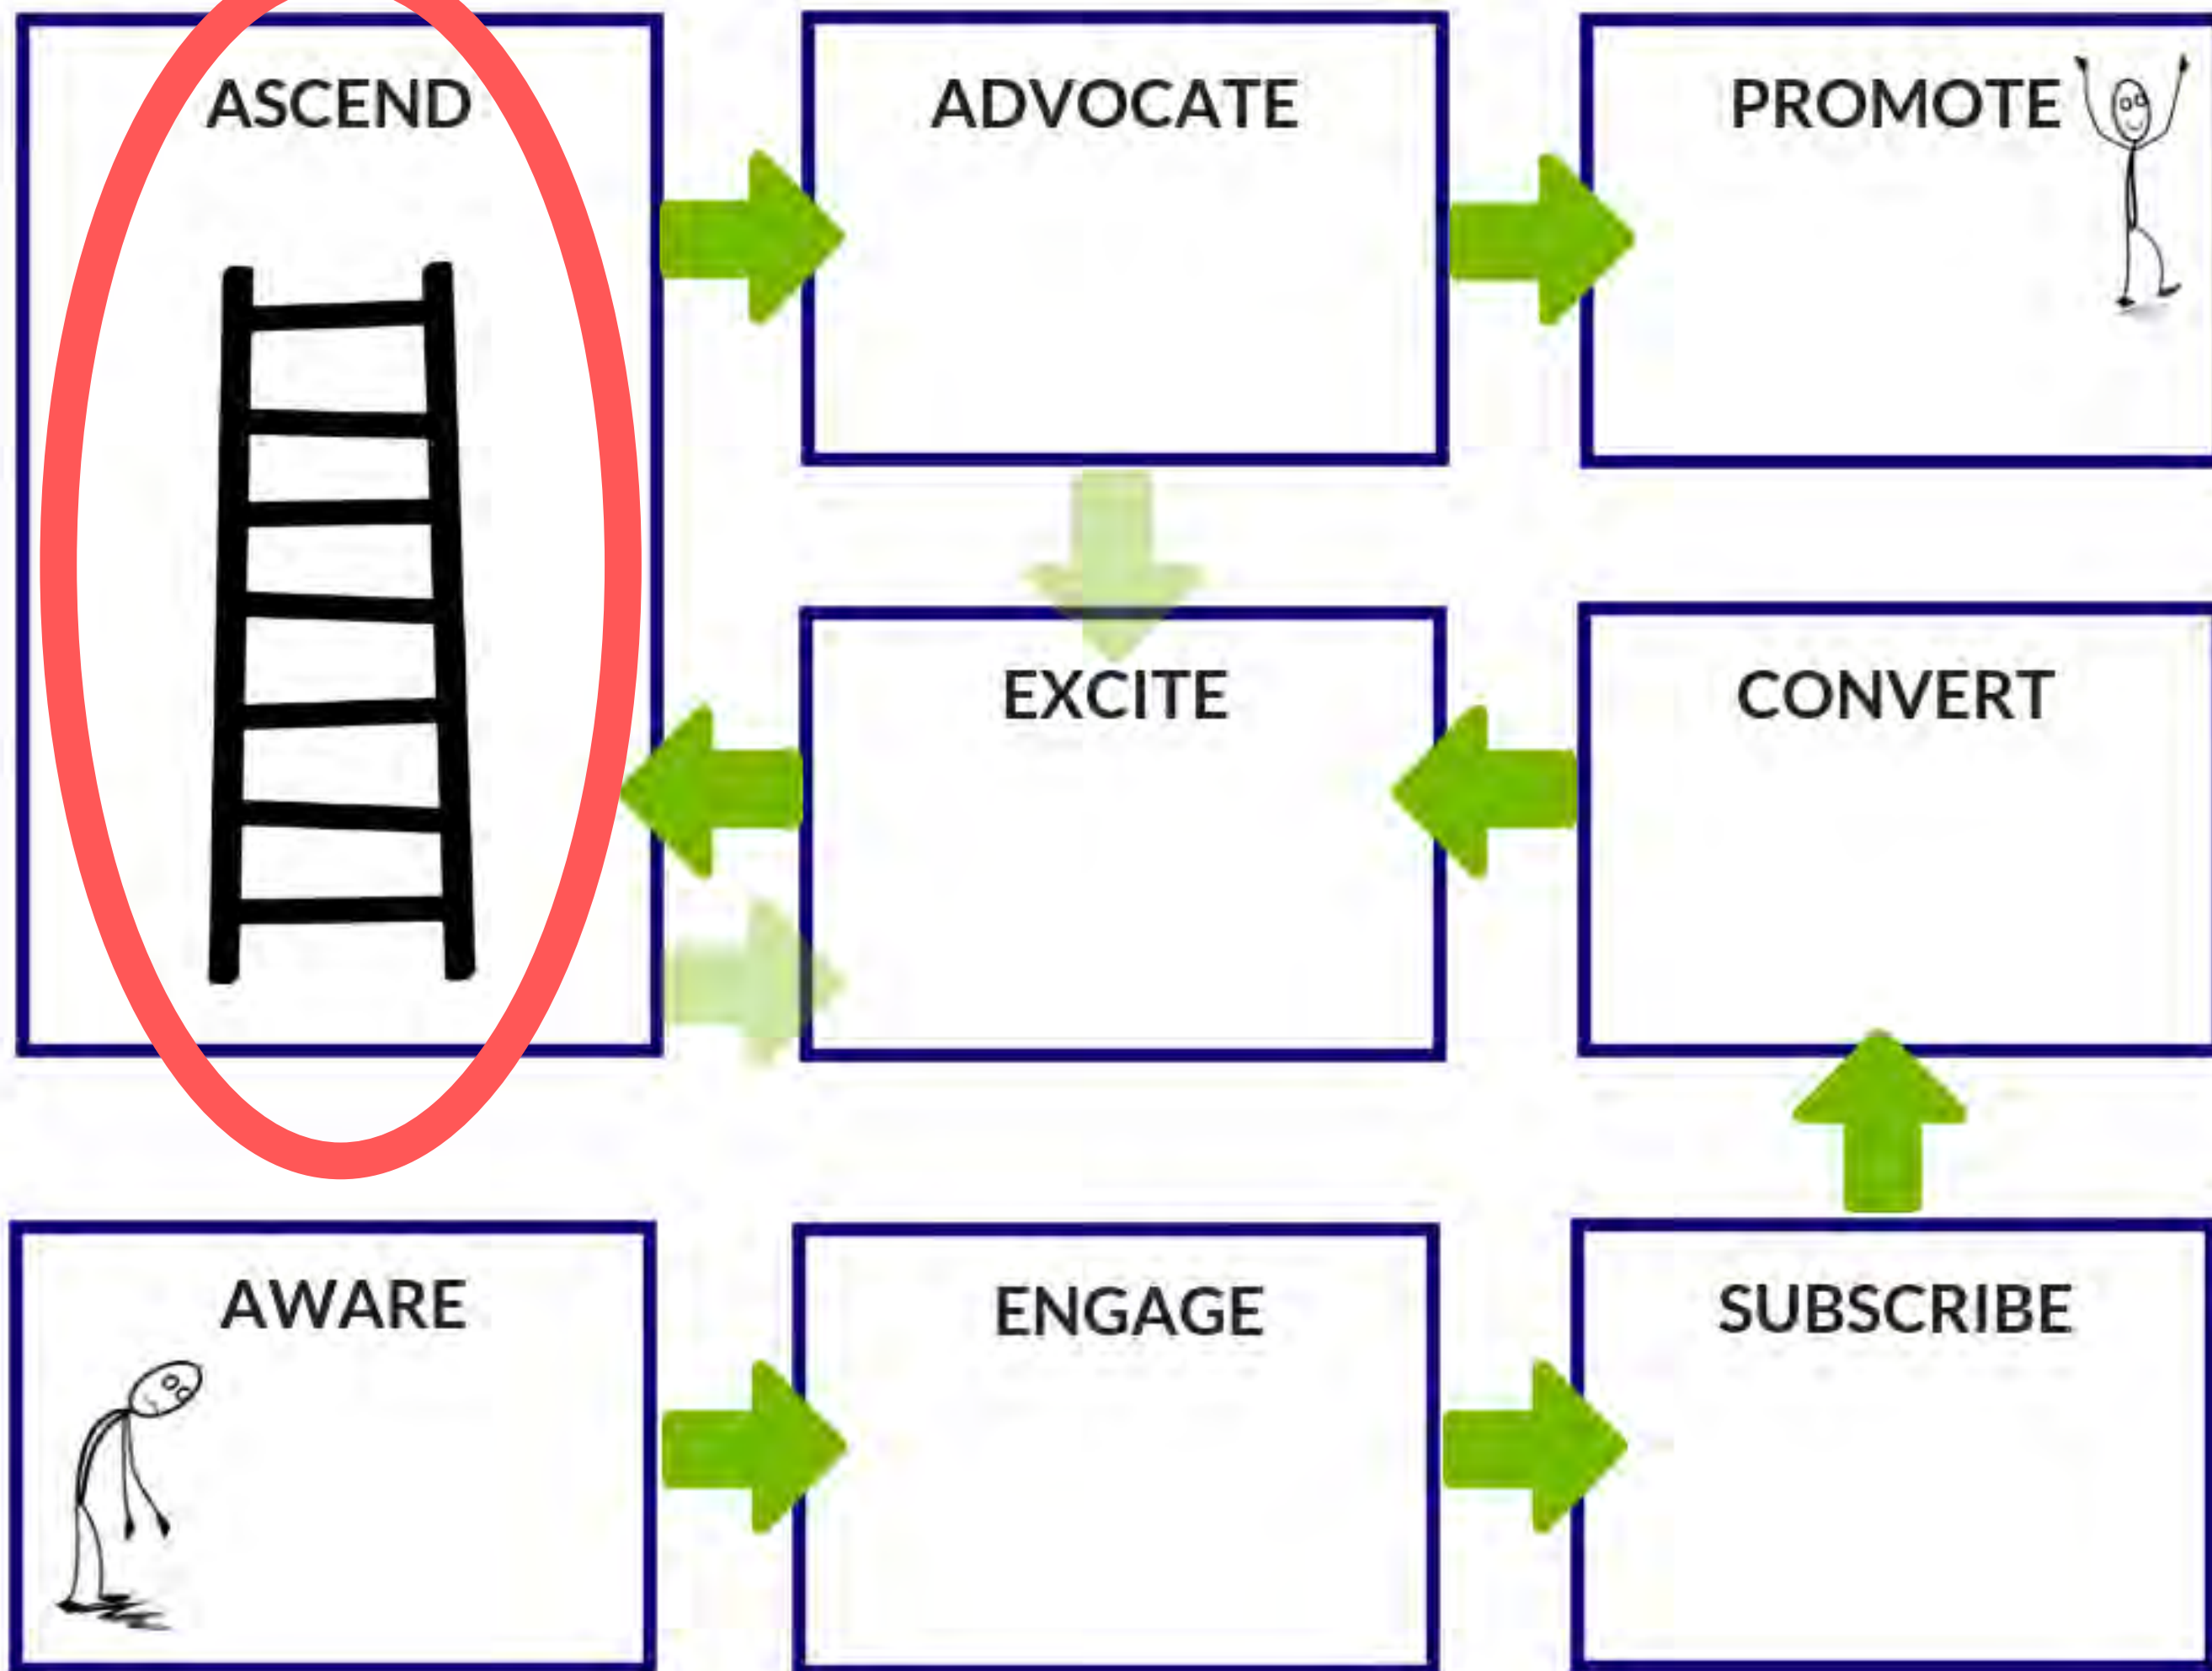 ASCEND
ADVOCATE
PROMOTE
EXCITE
CONVERT
AWARE
ENGAGE
SUBSCRIBE